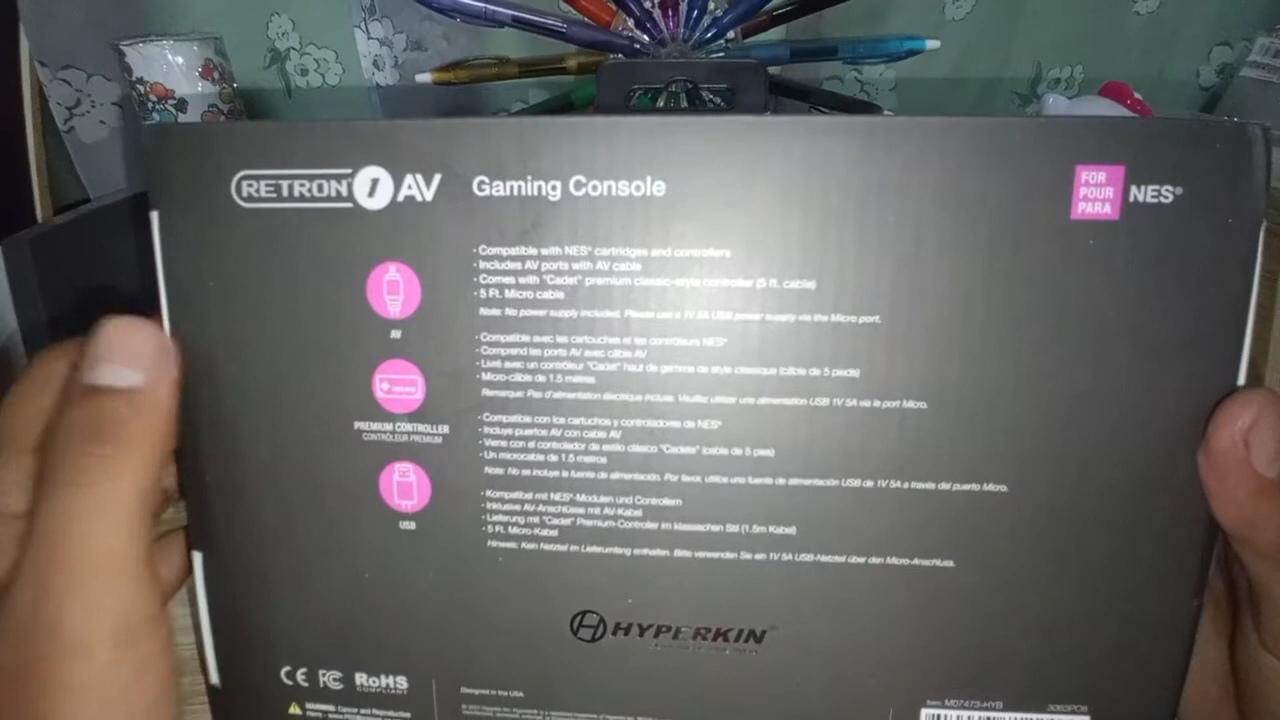 RETRON 1 AV Gaming Console
FOR
POUR
PARA
NES®
· Compatible with NES® cartridges and controllers
· Includes AV ports with AV cable
· Comes with "Cadet" premium classic-style controller (5 ft. cable)
· 5 Ft. Micro cable
Note: No power supply included. Please use a 1V 5A USB power supply via the Micro port.
AV
· Compatible avec les cartouches et les contrôleurs NES®
· Comprend les ports AV avec câble AV
· Livré avec un contrôleur "Cadet" haut de gamme de style classique (câble de 5 pieds)
· Micro-câble de 1.5 mètres
Remarque: Pas d'alimentation électrique incluse. Veuillez utiliser une alimentation USB 1V 5A via le port Micro.
PREMIUM CONTROLLER
CONTRÔLEUR PREMIUM
· Compatible con los cartuchos y controladores de NES®
· Incluye puertos AV con cable AV
· Viene con el controlador de estilo clásico "Cadete" (cable de 5 pies)
· Un microcable de 1.5 metros
Note: No se incluye la fuente de alimentación. Por favor, utilice una fuente de alimentación USB de 1V 5A a través del puerto Micro.
USB
· Kompatibel mit NES®-Modulen und Controllern
· Inklusive AV-Anschlüsse mit AV-Kabel
· Lieferung mit "Cadet" Premium-Controller im klassischen Stil (1.5m Kabel)
· 5 Ft. Micro-Kabel
Hinweis: Kein Netzteil im Lieferumfang enthalten. Bitte verwenden Sie ein 1V 5A USB-Netzteil über den Micro-Anschluss.
HYPERKIN
CE FC RoHS
COMPLIANT
WARNING: Cancer and Reproductive
Designed in the USA
Item: M07473-HYB